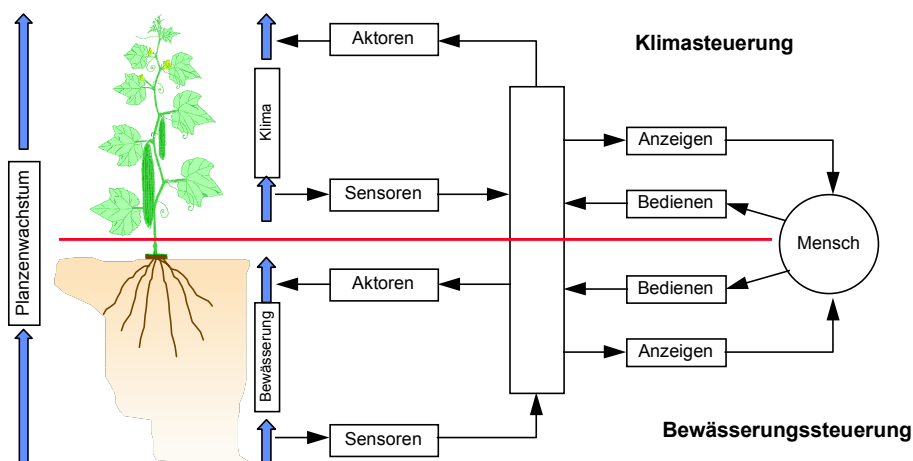 Aktoren
Klimasteuerung
Klima
Anzeigen
Sensoren
Bedienen
Planzenwachstum
Mensch
Aktoren
Bedienen
Bewässerung
Anzeigen
Sensoren
Bewässerungssteuerung